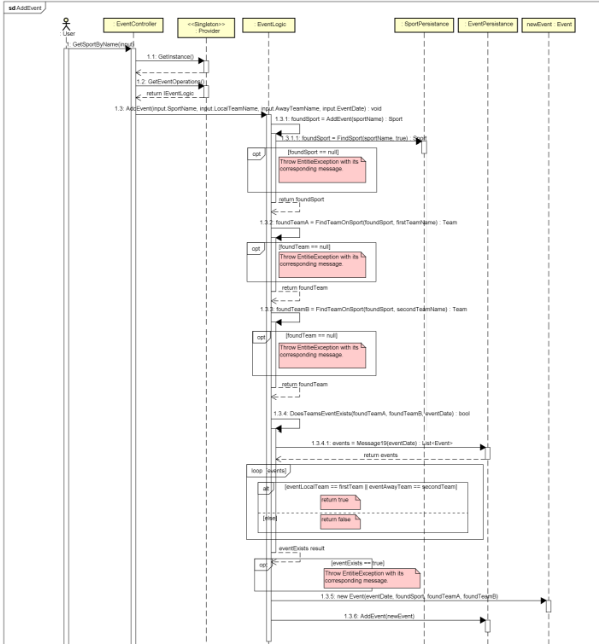 sd AddEvent
User
EventController
<<Singleton>>
: Provider
EventLogic
SportPersistance
EventPersistance
newEvent : Event
GetSportByName(input)
1.1: GetInstance()
1.2: GetEventOperations()
return IEventLogic
1.3: AddEvent(input.SportName, input.LocalTeamName, input.AwayTeamName, input.EventDate) : void
1.3.1: foundSport = AddEvent(sportName) : Sport
1.3.1.1: foundSport = FindSport(sportName, true) : Sport
opt
[foundSport == null]
Throw EntitieException with its
corresponding message.
return foundSport
1.3.2: foundTeamA = FindTeamOnSport(foundSport, firstTeamName) : Team
opt
[foundTeam == null]
Throw EntitieException with its
corresponding message.
return foundTeam
1.3.3: foundTeamB = FindTeamOnSport(foundSport, secondTeamName) : Team
opt
[foundTeam == null]
Throw EntitieException with its
corresponding message.
return foundTeam
1.3.4: DoesTeamsEventExists(foundTeamA, foundTeamB, eventDate) : bool
1.3.4.1: events = Message19(eventDate) : List<Event>
return events
loop [events]
alt
[eventLocalTeam == firstTeam || eventAwayTeam == secondTeam]
return true
[else]
return false
eventExists result
opt
[eventExists == true]
Throw EntitieException with its
corresponding message.
1.3.5: new Event(eventDate, foundSport, foundTeamA, foundTeamB)
1.3.6: AddEvent(newEvent)